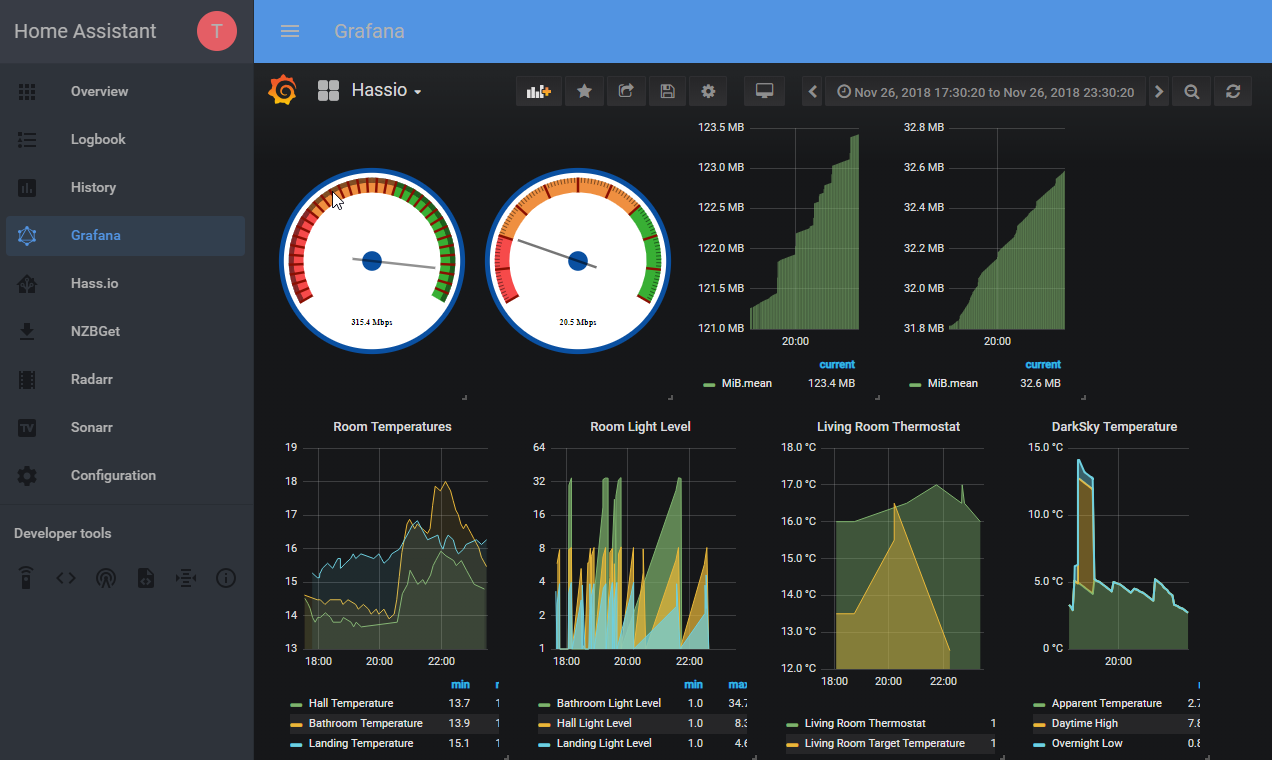 Home Assistant
T
Grafana
Overview
Logbook
History
Grafana
Hass.io
NZBGet
Radarr
Sonarr
TV
Configuration
Developer tools
Hassio
Nov 26, 2018 17:30:20 to Nov 26, 2018 23:30:20
315.4 Mbps
20.5 Mbps
123.5 MB
123.0 MB
122.5 MB
122.0 MB
121.5 MB
121.0 MB
20:00
current
MiB.mean 123.4 MB
32.8 MB
32.6 MB
32.4 MB
32.2 MB
32.0 MB
31.8 MB
20:00
current
MiB.mean 32.6 MB
Room Temperatures
19
18
17
16
15
14
13
18:00 20:00 22:00
min
Hall Temperature 13.7 1
Bathroom Temperature 13.9 1
Landing Temperature 15.1 1
Room Light Level
64
32
16
8
4
2
1
18:00 20:00 22:00
min max
Bathroom Light Level 1.0 34.7
Hall Light Level 1.0 8.3
Landing Light Level 1.0 4.6
Living Room Thermostat
18.0 °C
17.0 °C
16.0 °C
15.0 °C
14.0 °C
13.0 °C
12.0 °C
18:00 20:00 22:00
Living Room Thermostat 1
Living Room Target Temperature 1
DarkSky Temperature
15.0 °C
10.0 °C
5.0 °C
0 °C
20:00
Apparent Temperature 2.7
Daytime High 7.8
Overnight Low 0.8